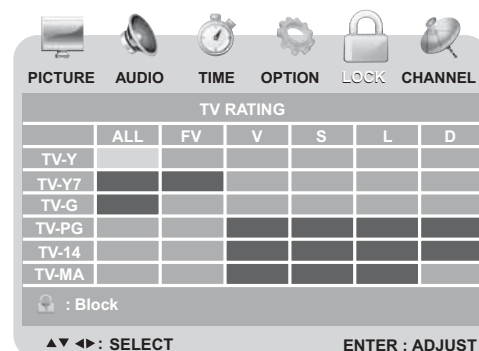 PICTURE AUDIO TIME OPTION LOCK CHANNEL
TV RATING
ALL FV V S L D
TV-Y
TV-Y7
TV-G
TV-PG
TV-14
TV-MA
: Block
▲▼ ◄►: SELECT ENTER : ADJUST